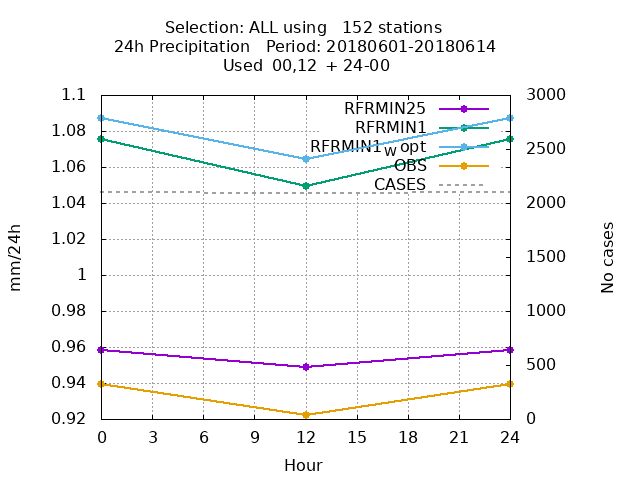 Selection: ALL using 152 stations
24h Precipitation Period: 20180601-20180614
Used 00,12 + 24-00
1.1
1.08
1.06
1.04
1.02
1
0.98
0.96
0.94
0.92
mm/24h
RFRMIN25
RFRMIN1
RFRMIN1w opt
OBS
CASES
3000
2500
2000
1500
1000
500
0
No cases
0 3 6 9 12 15 18 21 24
Hour